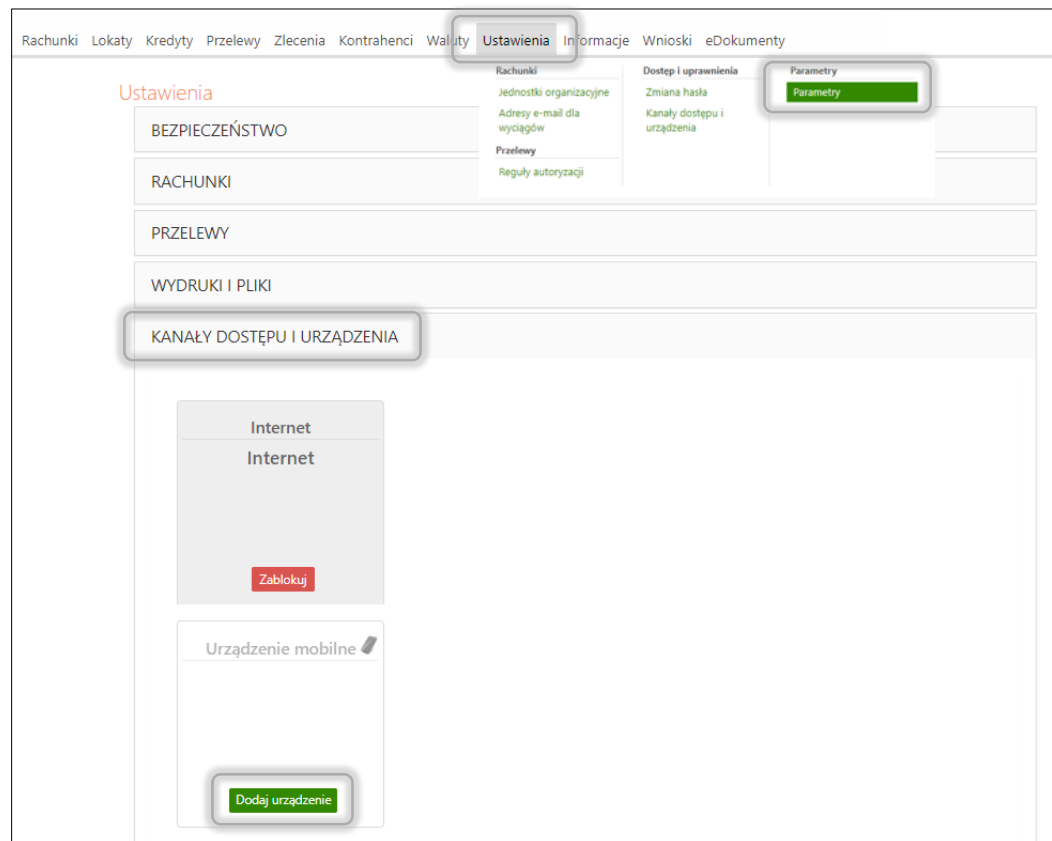 Rachunki Lokaty Kredyty Przelewy Zlecenia Kontrahenci Waluty Ustawienia Informacje Wnioski eDokumenty
Rachunki
Jednostki organizacyjne
Adresy e-mail dla
wyciągów
Przelewy
Reguły autoryzacji
Dostęp i uprawnienia
Zmiana hasła
Kanały dostępu i
urządzenia
Parametry
Parametry
Ustawienia
BEZPIECZEŃSTWO
RACHUNKI
PRZELEWY
WYDRUKI I PLIKI
KANAŁY DOSTĘPU I URZĄDZENIA
Internet
Internet
Zablokuj
Urządzenie mobilne
Dodaj urządzenie